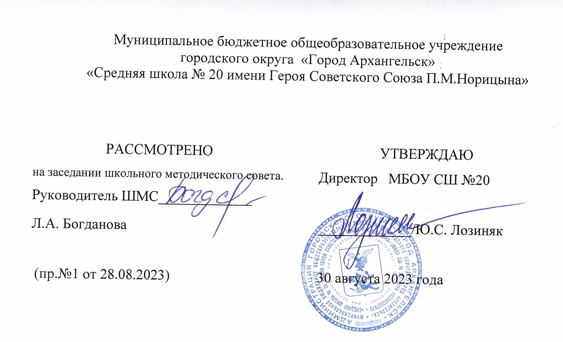 Муниципальное бюджетное общеобразовательное учреждение
городского округа «Город Архангельск»
«Средняя школа № 20 имени Героя Советского Союза П.М.Норицына»
РАССМОТРЕНО
на заседании школьного методического совета.
Руководитель ШМС
Л.А. Богданова
(пр.№1 от 28.08.2023)
УТВЕРЖДАЮ
Директор МБОУ СШ №20
Ю.С. Лозиняк
30 августа 2023 года